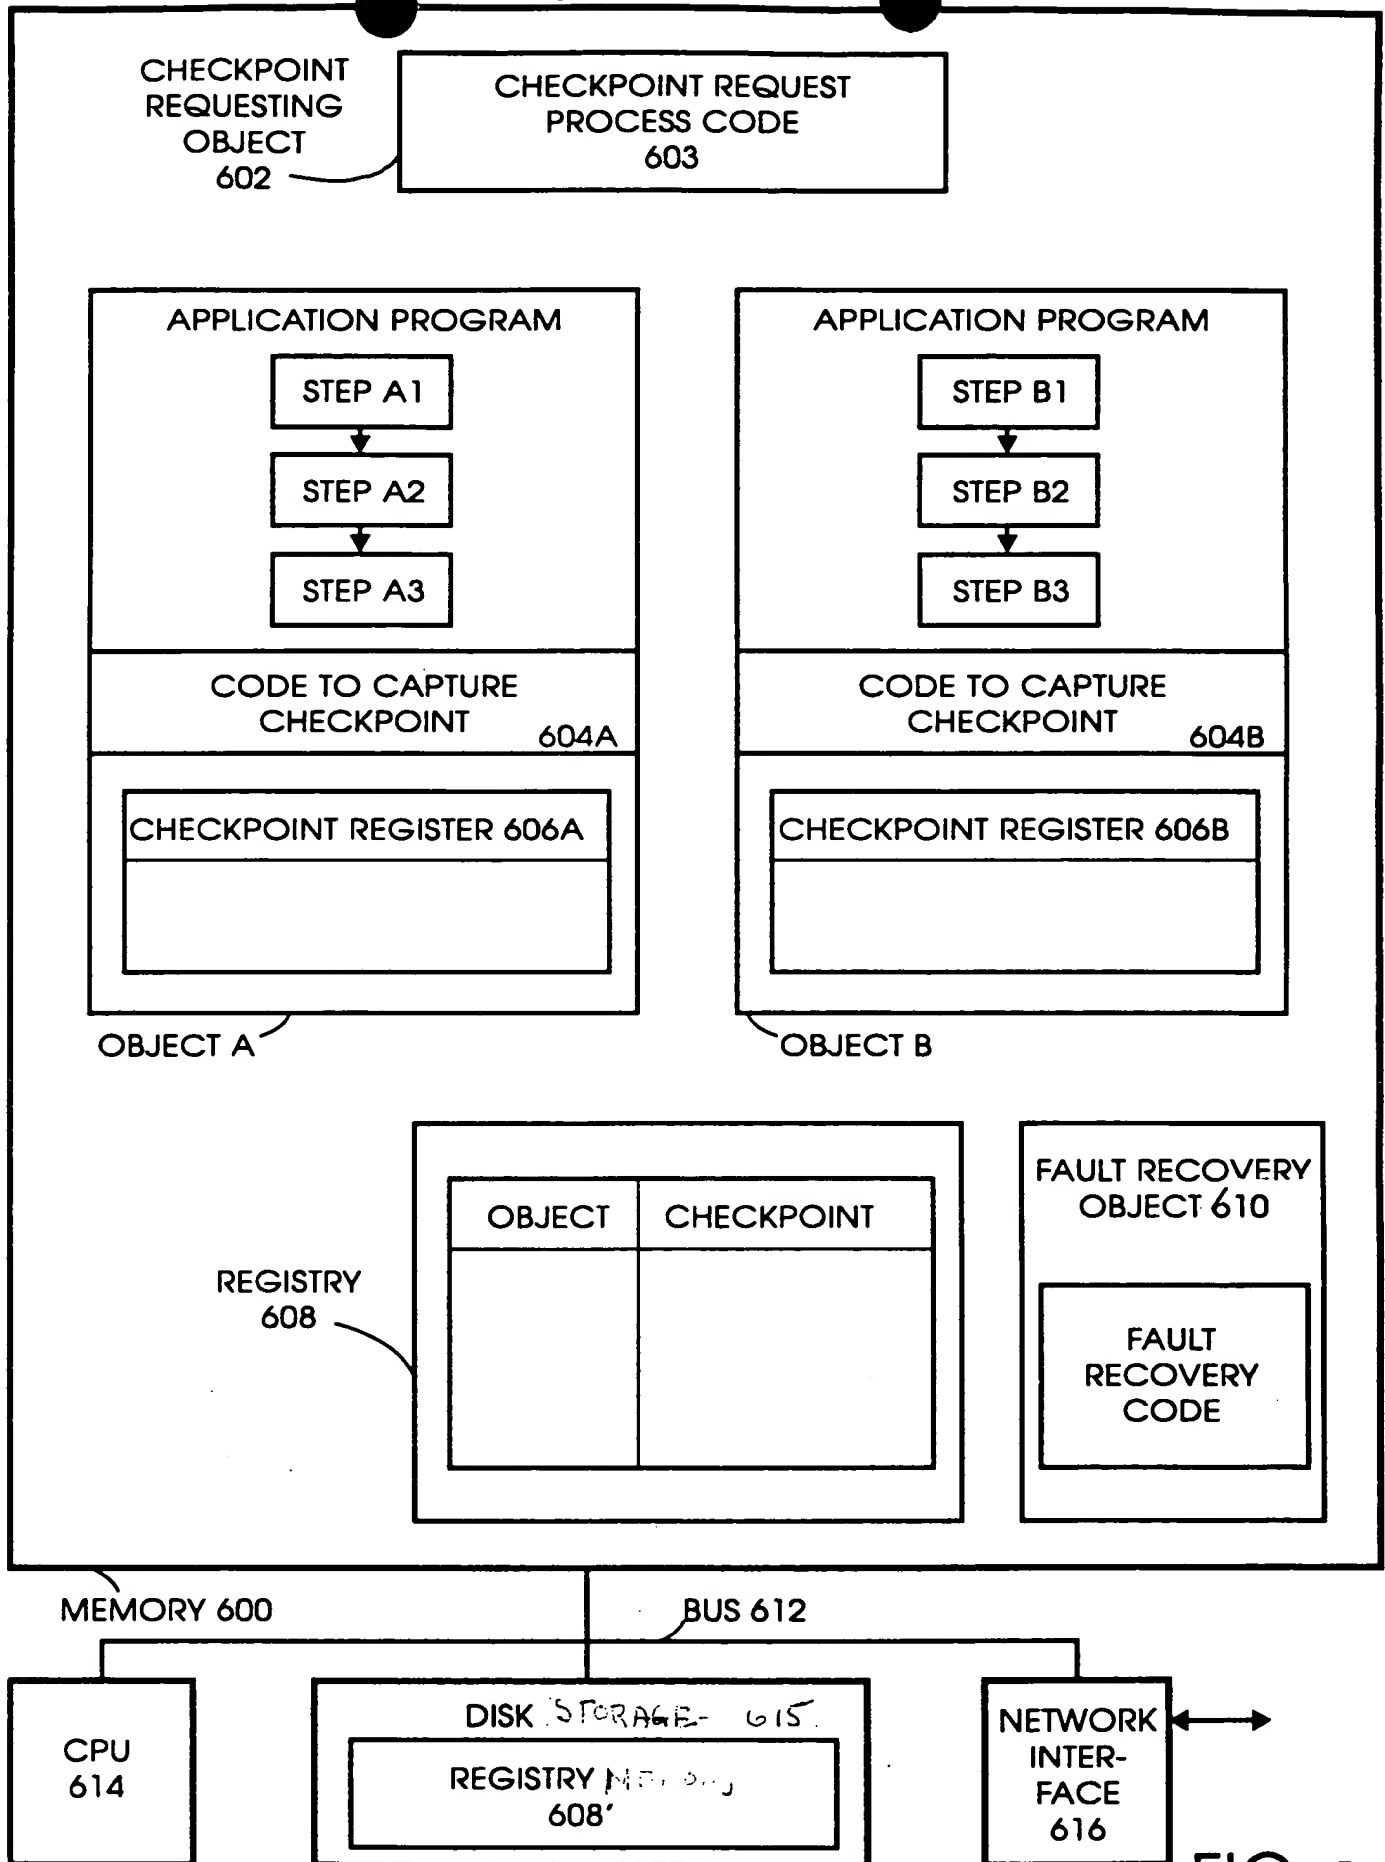 CHECKPOINT
REQUESTING
OBJECT
602
CHECKPOINT REQUEST
PROCESS CODE
603
APPLICATION PROGRAM
STEP A1
STEP A2
STEP A3
CODE TO CAPTURE
CHECKPOINT
604A
CHECKPOINT REGISTER 606A
OBJECT A
APPLICATION PROGRAM
STEP B1
STEP B2
STEP B3
CODE TO CAPTURE
CHECKPOINT
604B
CHECKPOINT REGISTER 606B
OBJECT B
REGISTRY
608
OBJECT CHECKPOINT
FAULT RECOVERY
OBJECT 610
FAULT
RECOVERY
CODE
MEMORY 600
BUS 612
CPU
614
DISK STORAGE- 615
REGISTRY
608'
NETWORK
INTER-
FACE
616